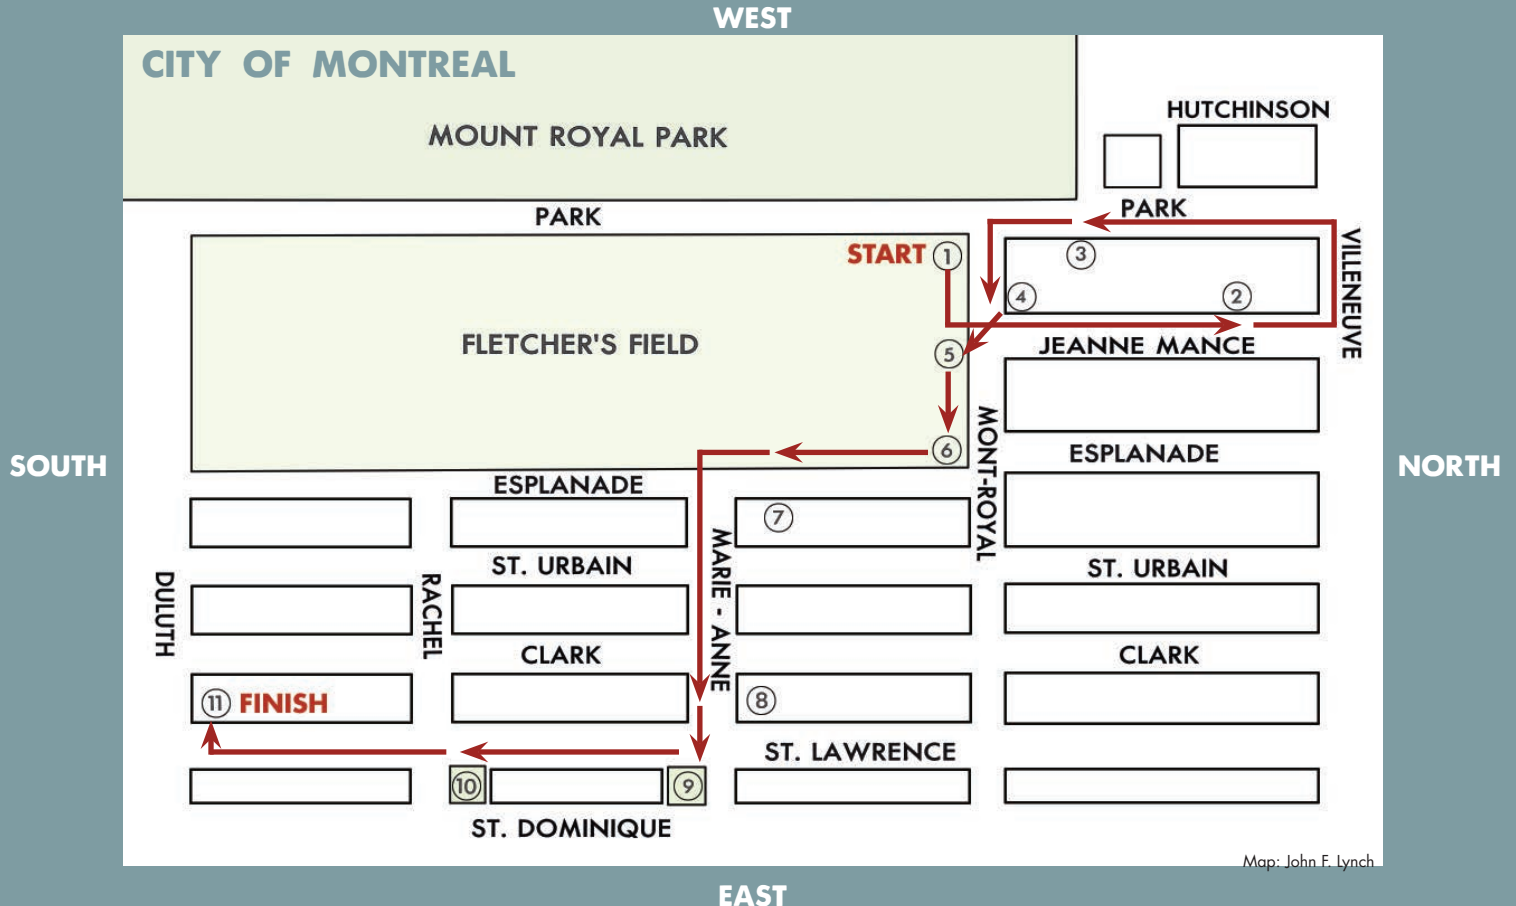 WEST
CITY OF MONTREAL
HUTCHINSON
MOUNT ROYAL PARK
PARK
PARK
START 1
3
VILLENEUVE
4
2
FLETCHER'S FIELD
5
JEANNE MANCE
MONT-ROYAL
6
ESPLANADE
SOUTH
NORTH
ESPLANADE
7
MARIE - ANNE
ST. URBAIN
ST. URBAIN
DULUTH
RACHEL
CLARK
CLARK
11 FINISH
8
ST. LAWRENCE
10
9
ST. DOMINIQUE
Map: John F. Lynch
EAST